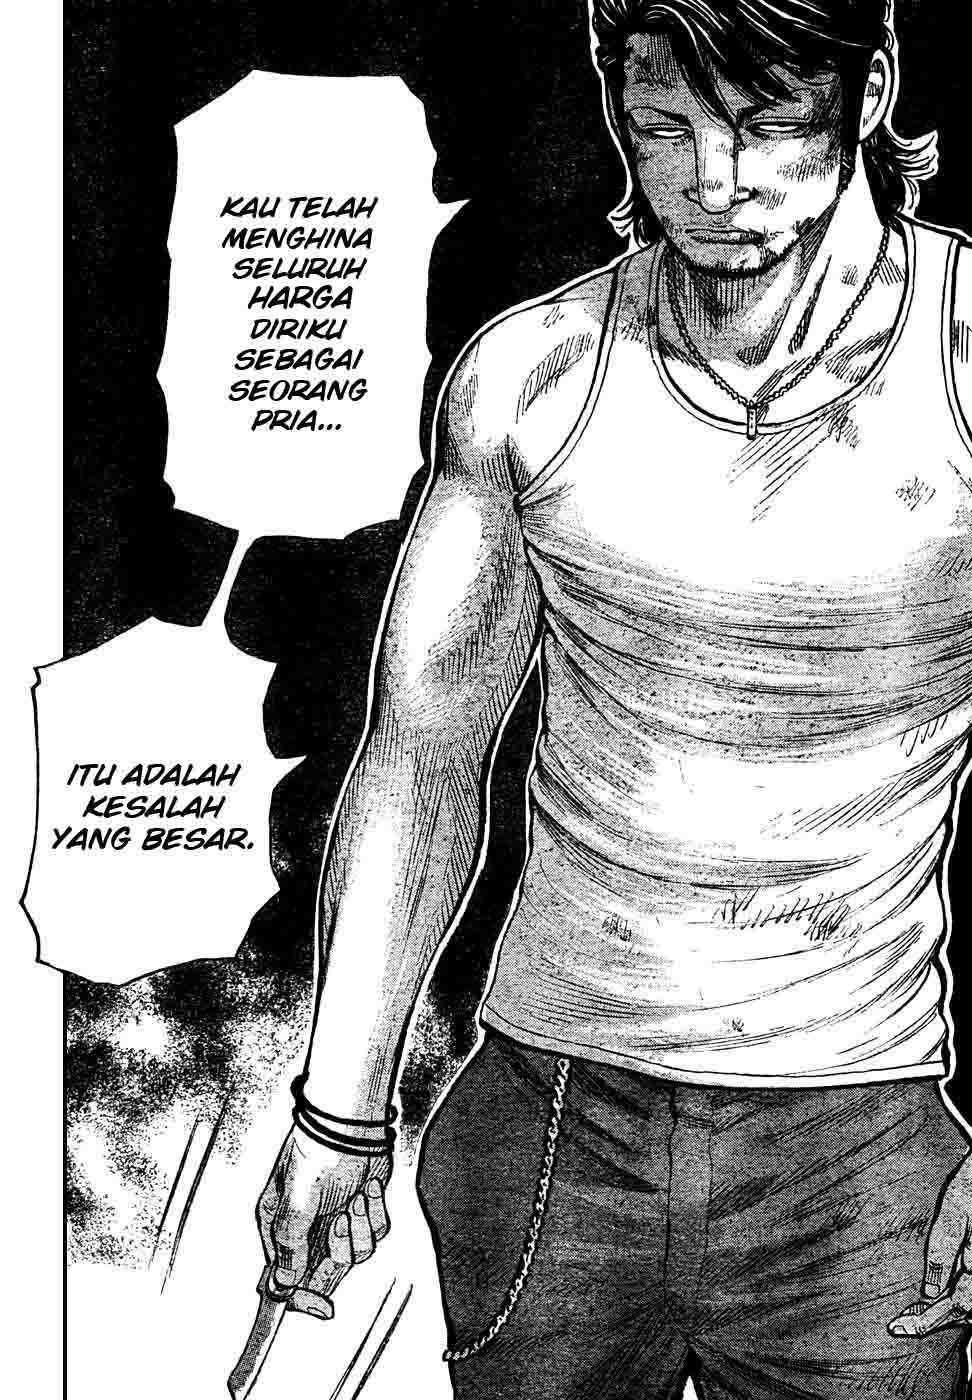 KAU TELAH
MENGHINA
SELURUH
HARGA
DIRIKU
SEBAGAI
SEORANG
PRIA...
ITU ADALAH
KESALAH
YANG BESAR.